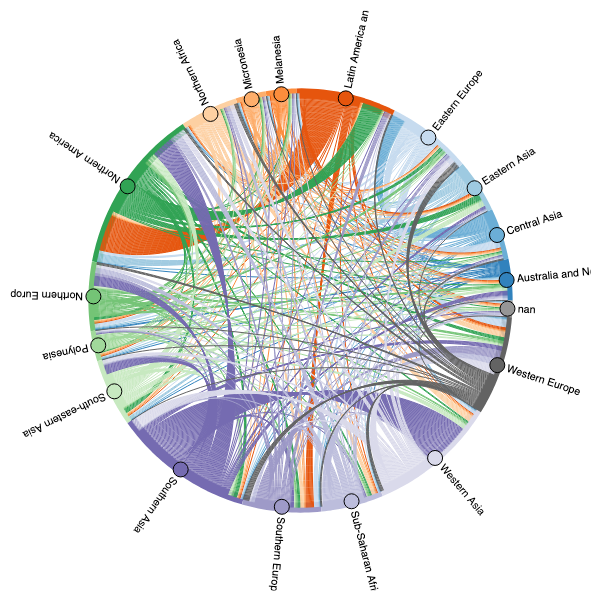 Latin America an
Eastern Europe
Eastern Asia
Central Asia
Australia and N
nan
Western Europe
Western Asia
Sub-Saharan Afri
Southern Europ
Southern Asia
South-eastern Asia
Polynesia
Northern Europ
Northern America
Northern Africa
Micronesia
Melanesia